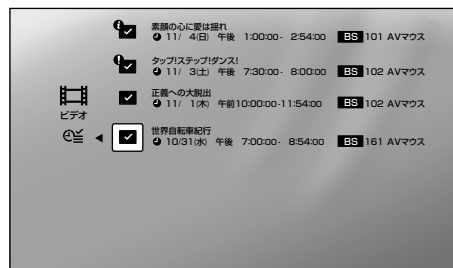 素顔の心に愛は揺れ
11/ 4(日) 午後 1:00:00- 2:54:00 BS 101 AVマウス
タップ!ステップ!ダンス!
11/ 3(土) 午後 7:30:00- 8:00:00 BS 102 AVマウス
正義への大脱出
11/ 1(木) 午前10:00:00-11:54:00 BS 102 AVマウス
ビデオ
世界自転車紀行
10/31(水) 午後 7:00:00- 8:54:00 BS 161 AVマウス